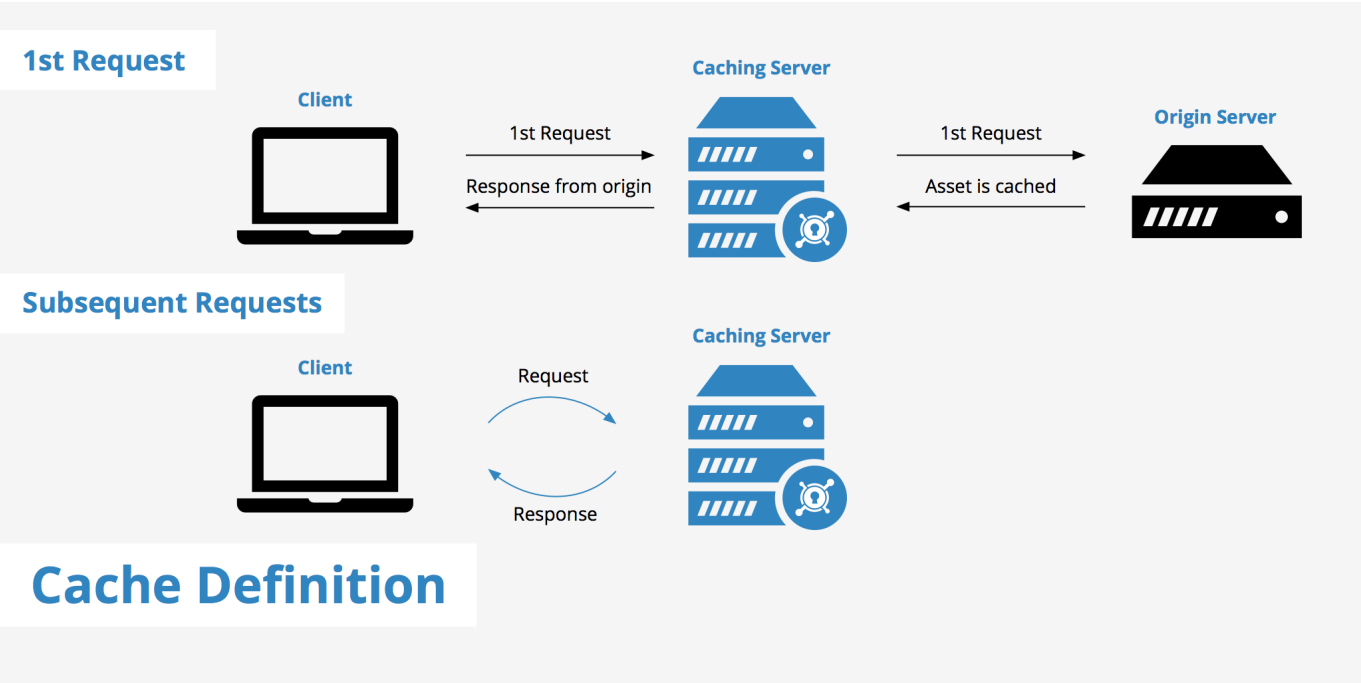 1st Request
Client
Caching Server
Origin Server
1st Request
Response from origin
1st Request
Asset is cached
Subsequent Requests
Client
Caching Server
Request
Response
Cache Definition